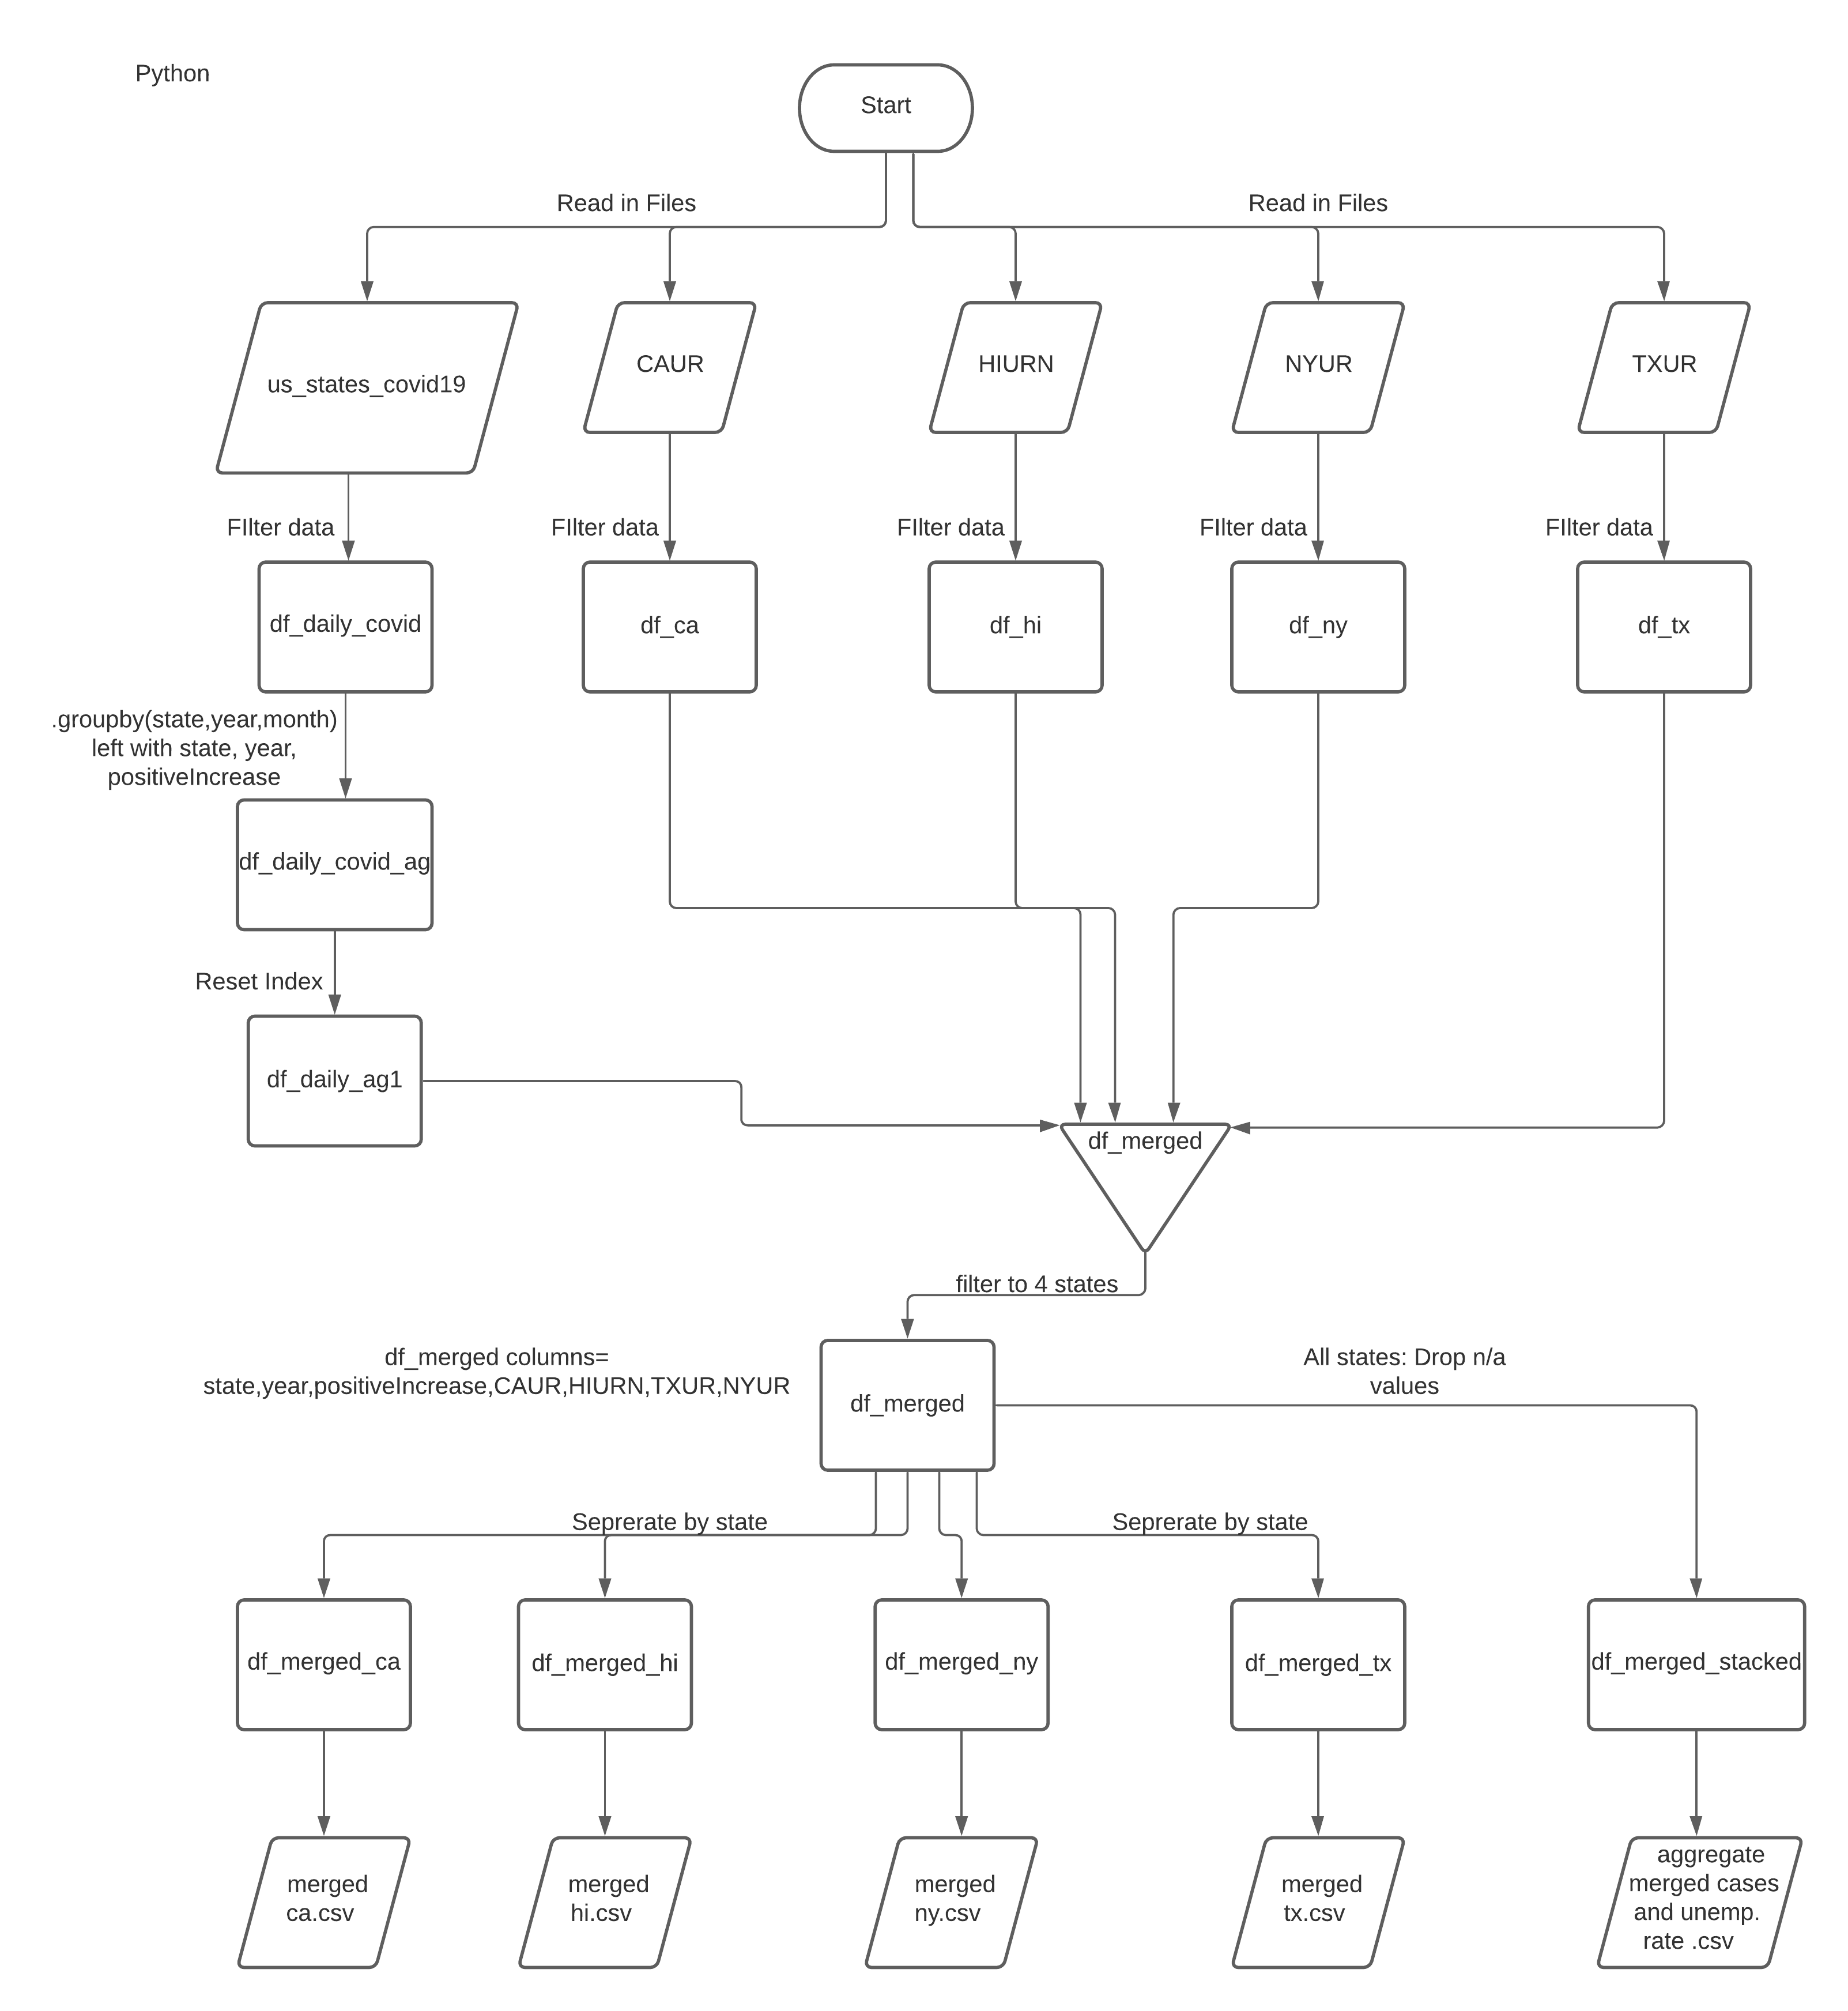 Python
Start
Read in Files
Read in Files
us_states_covid19
CAUR
HIURN
NYUR
TXUR
FIlter data
FIlter data
FIlter data
FIlter data
FIlter data
df_daily_covid
df_ca
df_hi
df_ny
df_tx
.groupby(state,year,month)
left with state, year,
positiveIncrease
df_daily_covid_ag
Reset Index
df_daily_ag1
df_merged
filter to 4 states
df_merged columns=
state,year,positiveIncrease,CAUR,HIURN,TXUR,NYUR
df_merged
All states: Drop n/a
values
Seprerate by state
Seprerate by state
df_merged_ca
df_merged_hi
df_merged_ny
df_merged_tx
df_merged_stacked
merged
ca.csv
merged
hi.csv
merged
ny.csv
merged
tx.csv
aggregate
merged cases
and unemp.
rate .csv